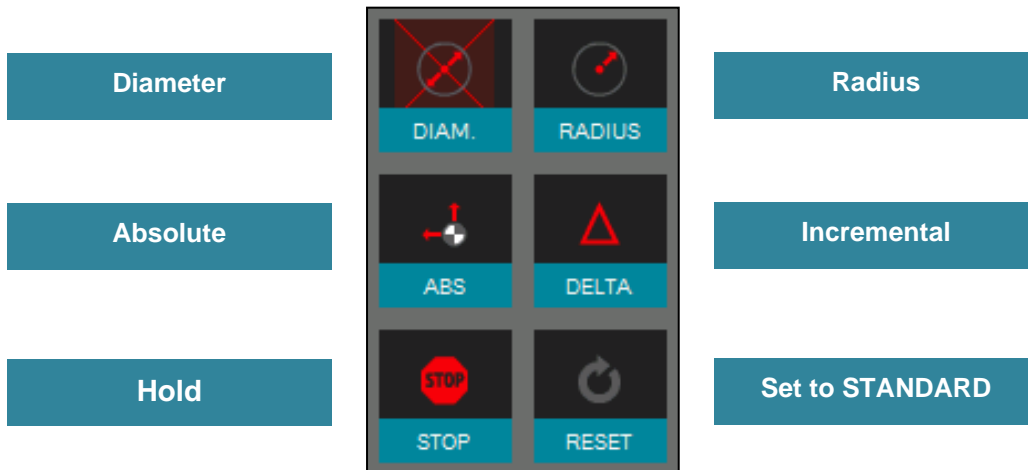 Diameter
Radius
DIAM.
RADIUS
Absolute
Incremental
ABS
DELTA
Hold
STOP
Set to STANDARD
STOP
RESET